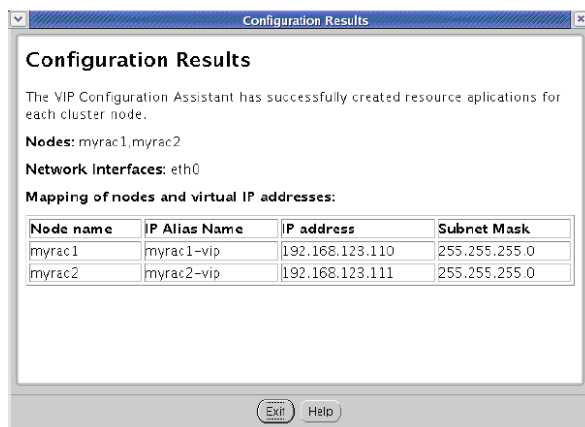 Configuration Results
Configuration Results
The VIP Configuration Assistant has successfully created resource aplications for
each cluster node.
Nodes: myrac1,myrac2
Network Interfaces: eth0
Mapping of nodes and virtual IP addresses:
Node name IP Alias Name IP address Subnet Mask
myrac1 myrac1-vip 192.168.123.110 255.255.255.0
myrac2 myrac2-vip 192.168.123.111 255.255.255.0
Exit Help